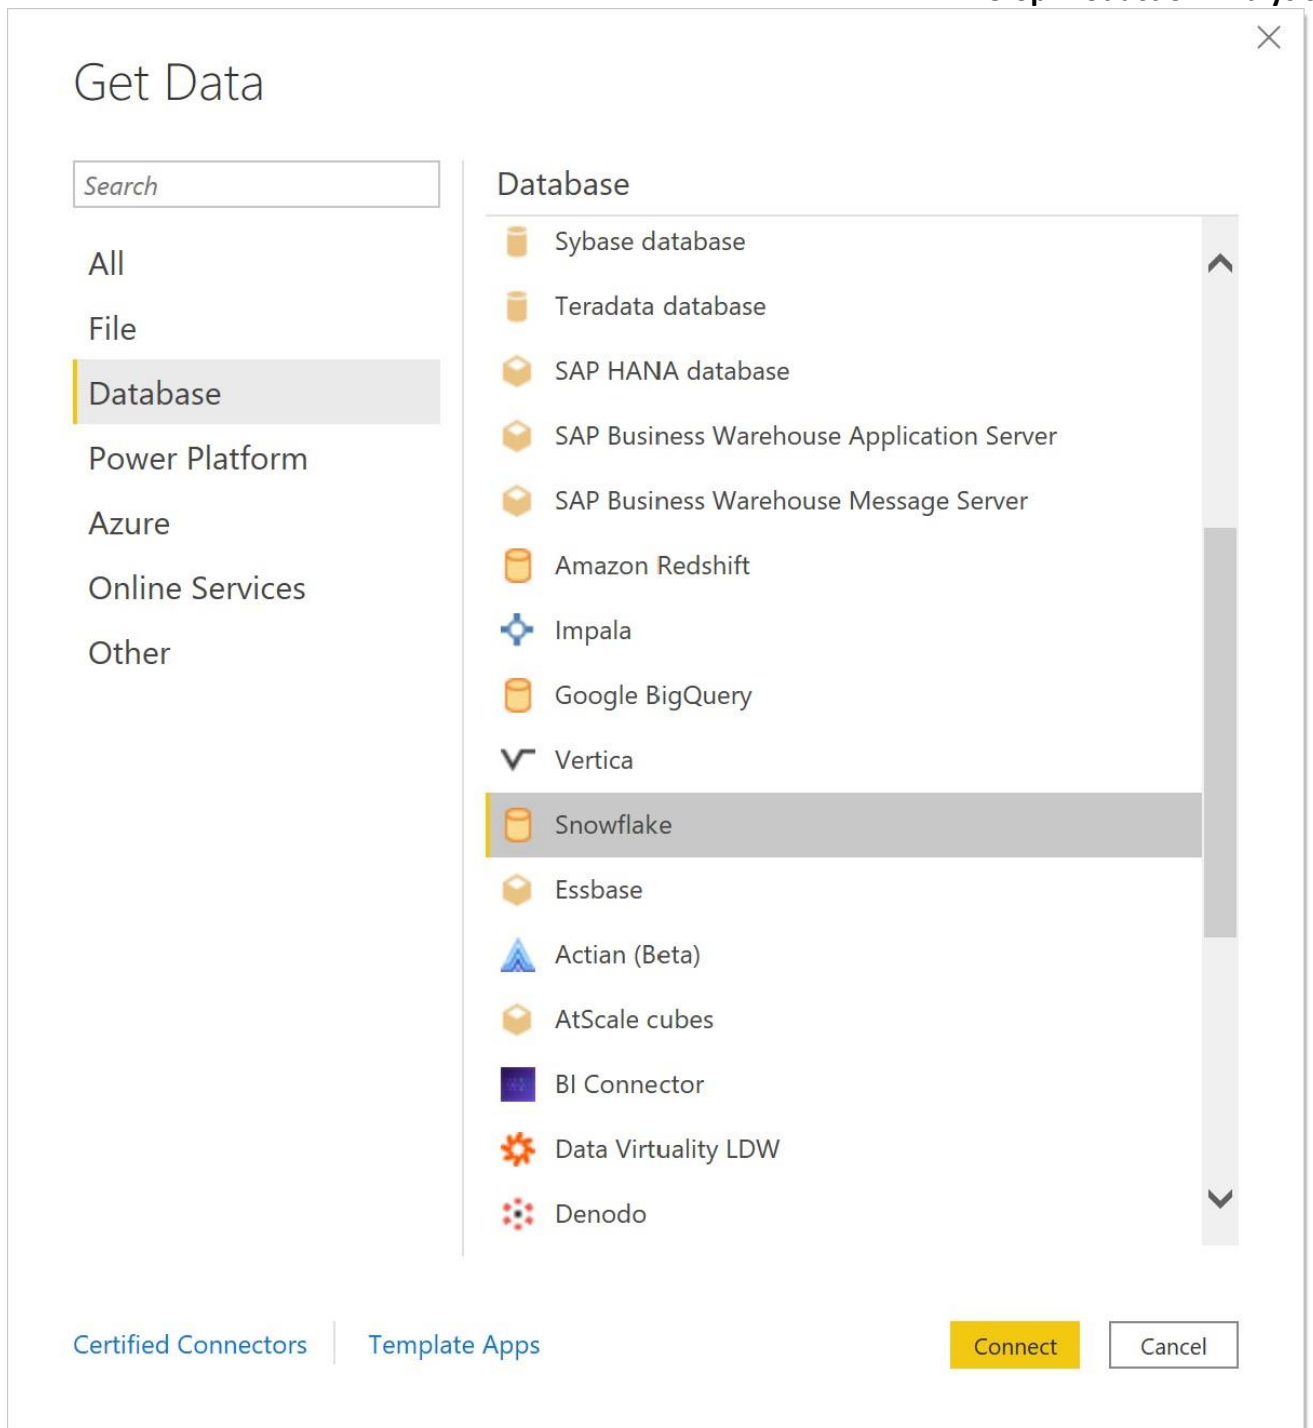 Get Data
Search
All
File
Database
Power Platform
Azure
Online Services
Other
Database
Sybase database
Teradata database
SAP HANA database
SAP Business Warehouse Application Server
SAP Business Warehouse Message Server
Amazon Redshift
Impala
Google BigQuery
Vertica
Snowflake
Essbase
Actian (Beta)
AtScale cubes
BI Connector
Data Virtuality LDW
Denodo
Certified Connectors
Template Apps
Connect
Cancel